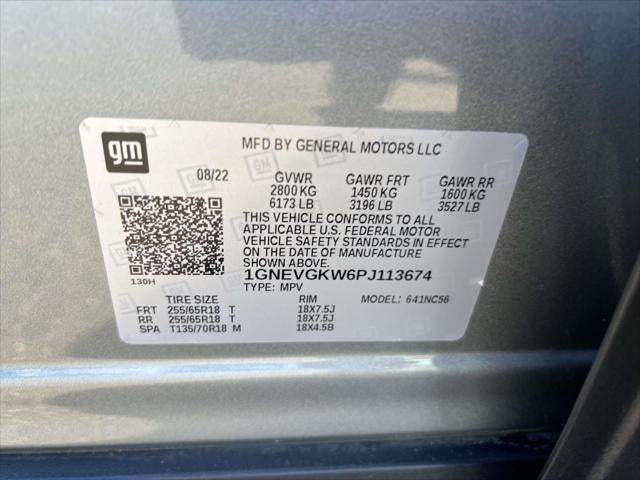 gm
MFD BY GENERAL MOTORS LLC
08/22 GVWR GAWR FRT GAWR RR
2800 KG 1450 KG 1600 KG
6173 LB 3196 LB 3527 LB
THIS VEHICLE CONFORMS TO ALL
APPLICABLE U.S. FEDERAL MOTOR
VEHICLE SAFETY STANDARDS IN EFFECT
ON THE DATE OF MANUFACTURE
SHOWN ABOVE.
130H 1GNEVGKW6PJ113674
TYPE: MPV MODEL: 641NC56
TIRE SIZE RIM
FRT 255/65R18 T 18X7.5J
RR 255/65R18 T 18X7.5J
SPA T135/70R18 M 18X4.5B